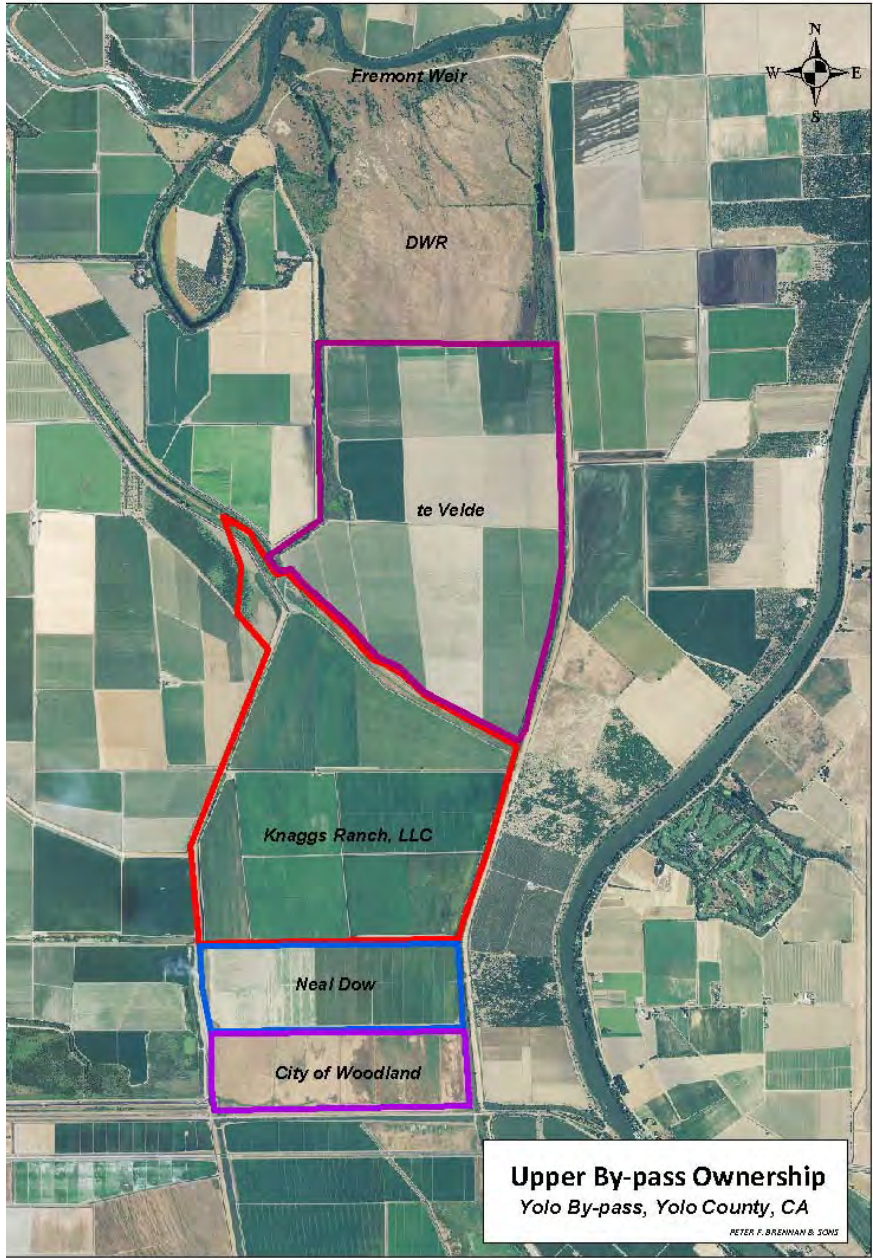 N
W E
S
Fremont Weir
DWR
te Velde
Knaggs Ranch, LLC
Neal Dow
City of Woodland
Upper By-pass Ownership
Yolo By-pass, Yolo County, CA
PETER F. BRENNAN & SONS